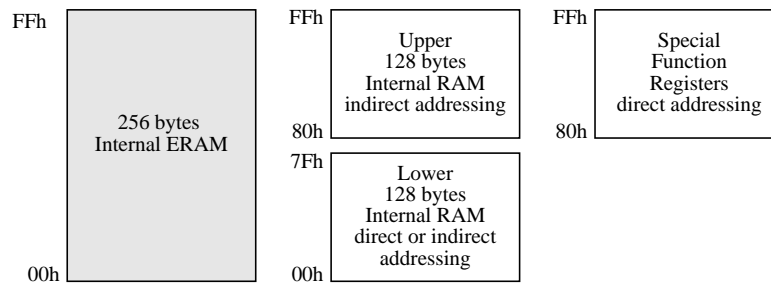 FFh
256 bytes
Internal ERAM
00h
FFh
Upper
128 bytes
Internal RAM
indirect addressing
80h
7Fh
Lower
128 bytes
Internal RAM
direct or indirect
addressing
00h
FFh
Special
Function
Registers
direct addressing
80h